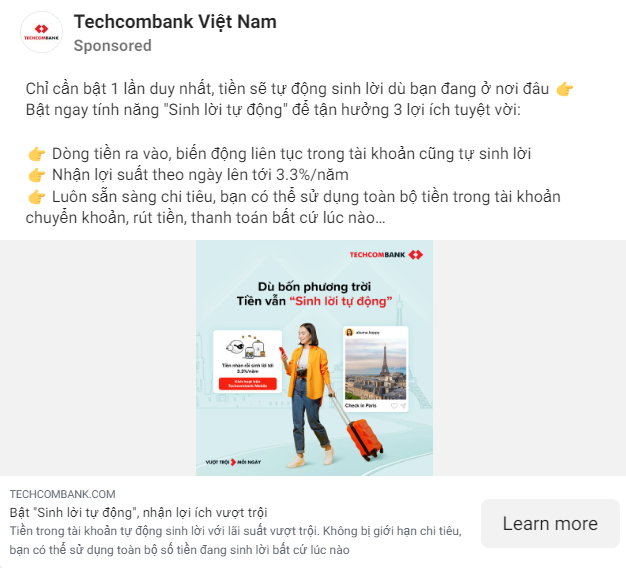 Techcombank Việt Nam
Sponsored
Chỉ cần bật 1 lần duy nhất, tiền sẽ tự động sinh lời dù bạn đang ở nơi đâu 👉
Bật ngay tính năng "Sinh lời tự động" để tận hưởng 3 lợi ích tuyệt vời:
👉 Dòng tiền ra vào, biến động liên tục trong tài khoản cũng tự sinh lời
👉 Nhận lợi suất theo ngày lên tới 3.3%/năm
👉 Luôn sẵn sàng chi tiêu, bạn có thể sử dụng toàn bộ tiền trong tài khoản
chuyển khoản, rút tiền, thanh toán bất cứ lúc nào...
TECHCOMBANK
TECHCOMBANK
Dù bốn phương trời
Tiền vẫn “Sinh lời tự động”
Tiền nhàn rỗi sinh lời tới
3.3%/năm
Techcombank Mobile
Check in Paris
VƯỢT TRỘI MỖI NGÀY
TECHCOMBANK.COM
Bật "Sinh lời tự động", nhận lợi ích vượt trội
Tiền trong tài khoản tự động sinh lời với lãi suất vượt trội. Không bị giới hạn chi tiêu,
bạn có thể sử dụng toàn bộ số tiền đang sinh lời bất cứ lúc nào
Learn more